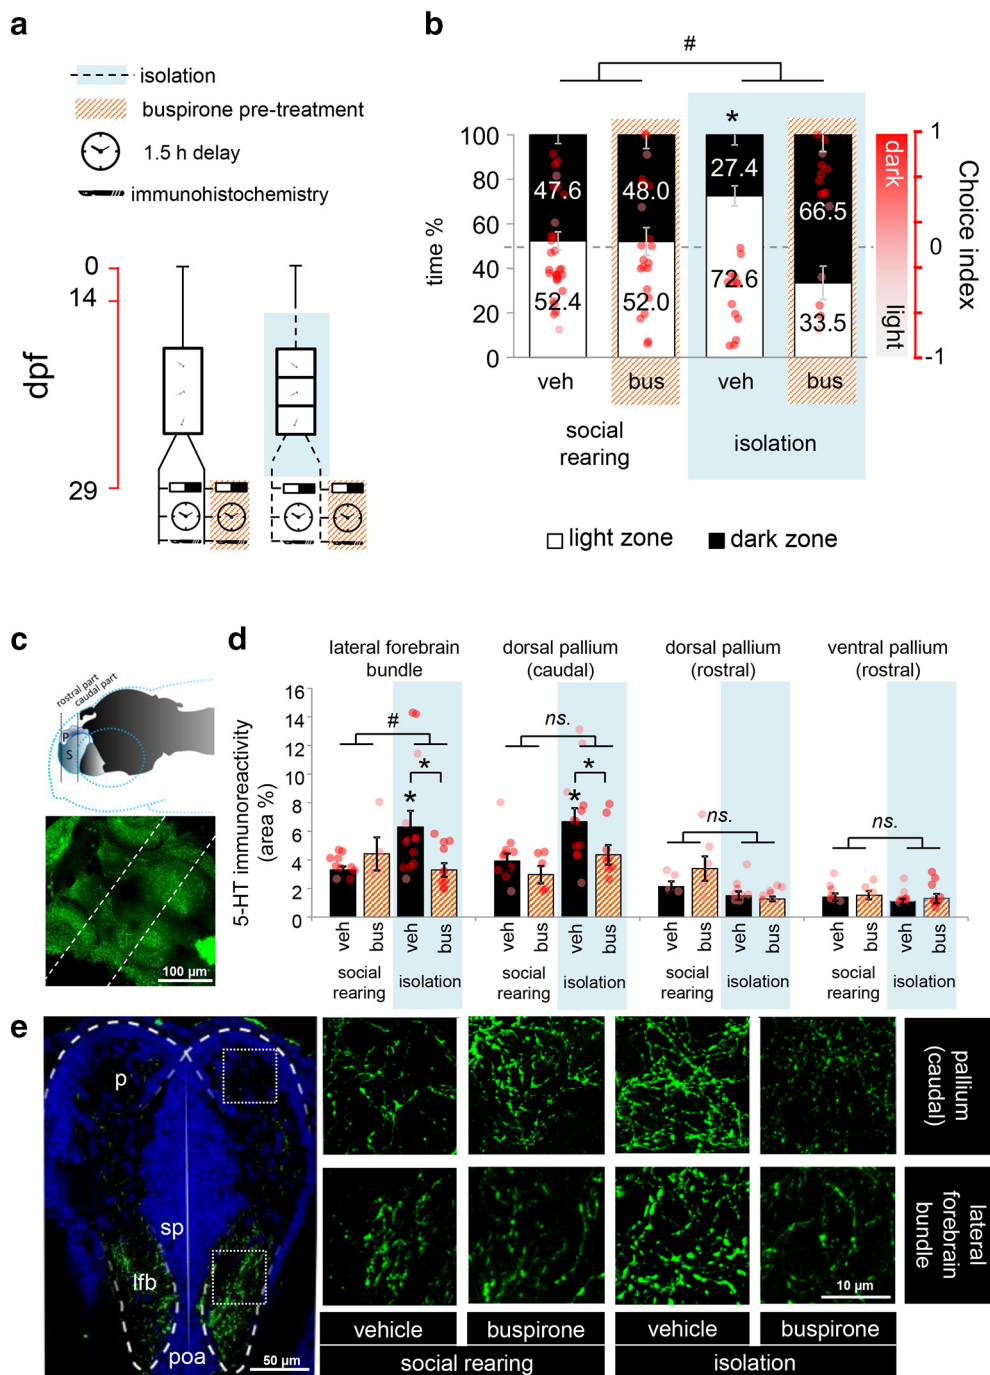 a
isolation
buspirone pre-treatment
1.5 h delay
immunohistochemistry
0
14
dpf
29
b
#
*
100
80
60
40
20
0
time %
47.6
48.0
27.4
66.5
52.4
52.0
72.6
33.5
dark
light
1
0
-1
Choice index
veh
bus
veh
bus
social
rearing
isolation
light zone
dark zone
c
rostral part
caudal part
P
S
100 µm
d
lateral forebrain
bundle
dorsal pallium
(caudal)
dorsal pallium
(rostral)
ventral pallium
(rostral)
5-HT immunoreactivity
(area %)
16
14
12
10
8
6
4
2
0
#
*
*
ns.
*
*
ns.
ns.
veh
bus
veh
bus
veh
bus
veh
bus
veh
bus
veh
bus
veh
bus
veh
bus
social
rearing
isolation
social
rearing
isolation
social
rearing
isolation
social
rearing
isolation
e
p
sp
lfb
poa
50 µm
pallium
(caudal)
lateral
forebrain
bundle
10 µm
vehicle
buspirone
vehicle
buspirone
social rearing
isolation